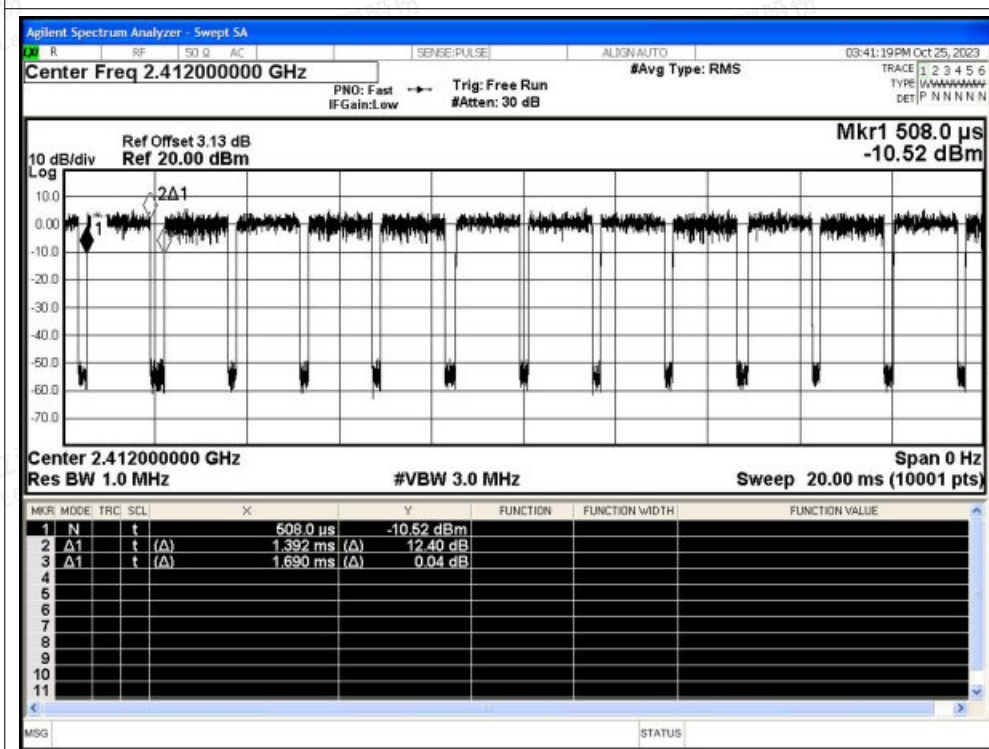 Agilent Spectrum Analyzer - Swept SA
R RF 50 Ω AC SENSE:PULSE ALIGN AUTO 03:41:19 PM Oct 25, 2023
Center Freq 2.412000000 GHz #Avg Type: RMS TRACE 1 2 3 4 5 6
PNO: Fast Trig: Free Run TYPE
IFGain:Low #Atten: 30 dB DET P N N N N N
Mkr1 508.0 µs
-10.52 dBm
Ref Offset 3.13 dB
10 dB/div Ref 20.00 dBm
Log
10.0
0.00
-10.0
-20.0
-30.0
-40.0
-50.0
-60.0
-70.0
2Δ1
1
Center 2.412000000 GHz Span 0 Hz
Res BW 1.0 MHz #VBW 3.0 MHz Sweep 20.00 ms (10001 pts)
MKR MODE TRC SCL X Y FUNCTION FUNCTION WIDTH FUNCTION VALUE
1 N t 508.0 µs -10.52 dBm
2 Δ1 t (Δ) 1.392 ms (Δ) 12.40 dB
3 Δ1 t (Δ) 1.690 ms (Δ) 0.04 dB
4
5
6
7
8
9
10
11
MSG STATUS